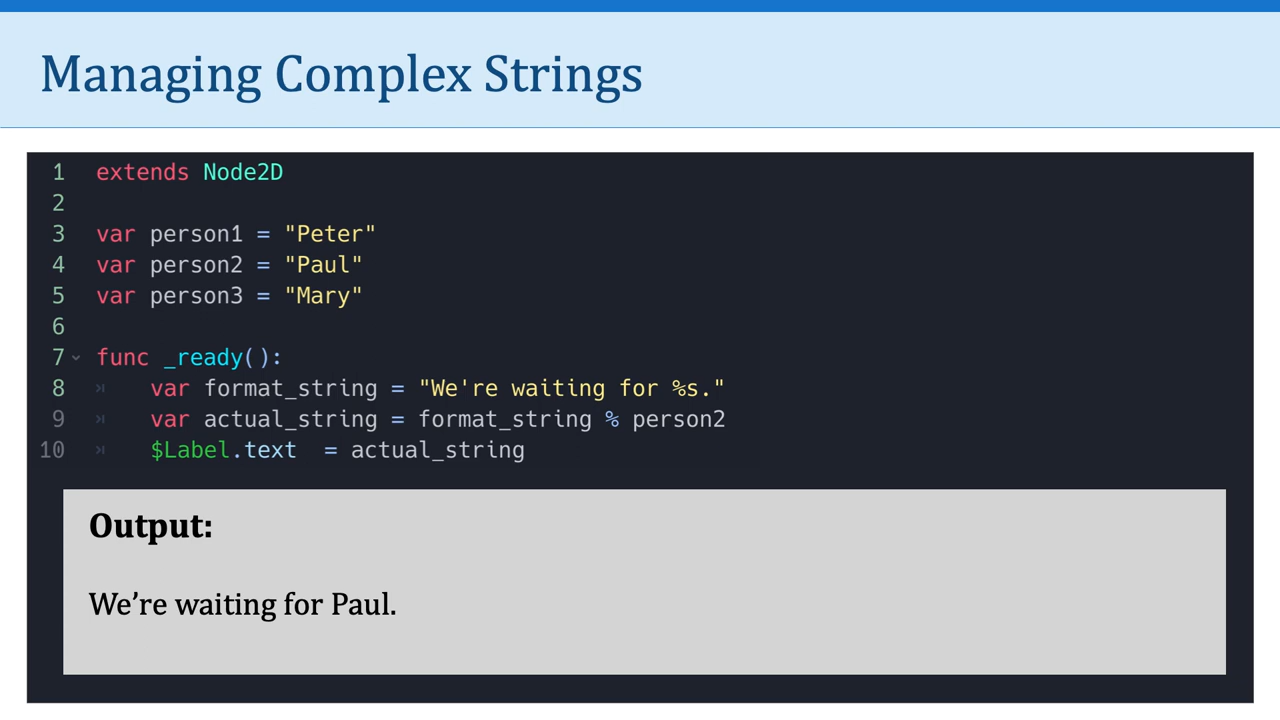 Managing Complex Strings
1 extends Node2D
2
3 var person1 = "Peter"
4 var person2 = "Paul"
5 var person3 = "Mary"
6
7 func _ready():
8 var format_string = "We're waiting for %s."
9 var actual_string = format_string % person2
10 $Label.text  = actual_string
Output:
We’re waiting for Paul.